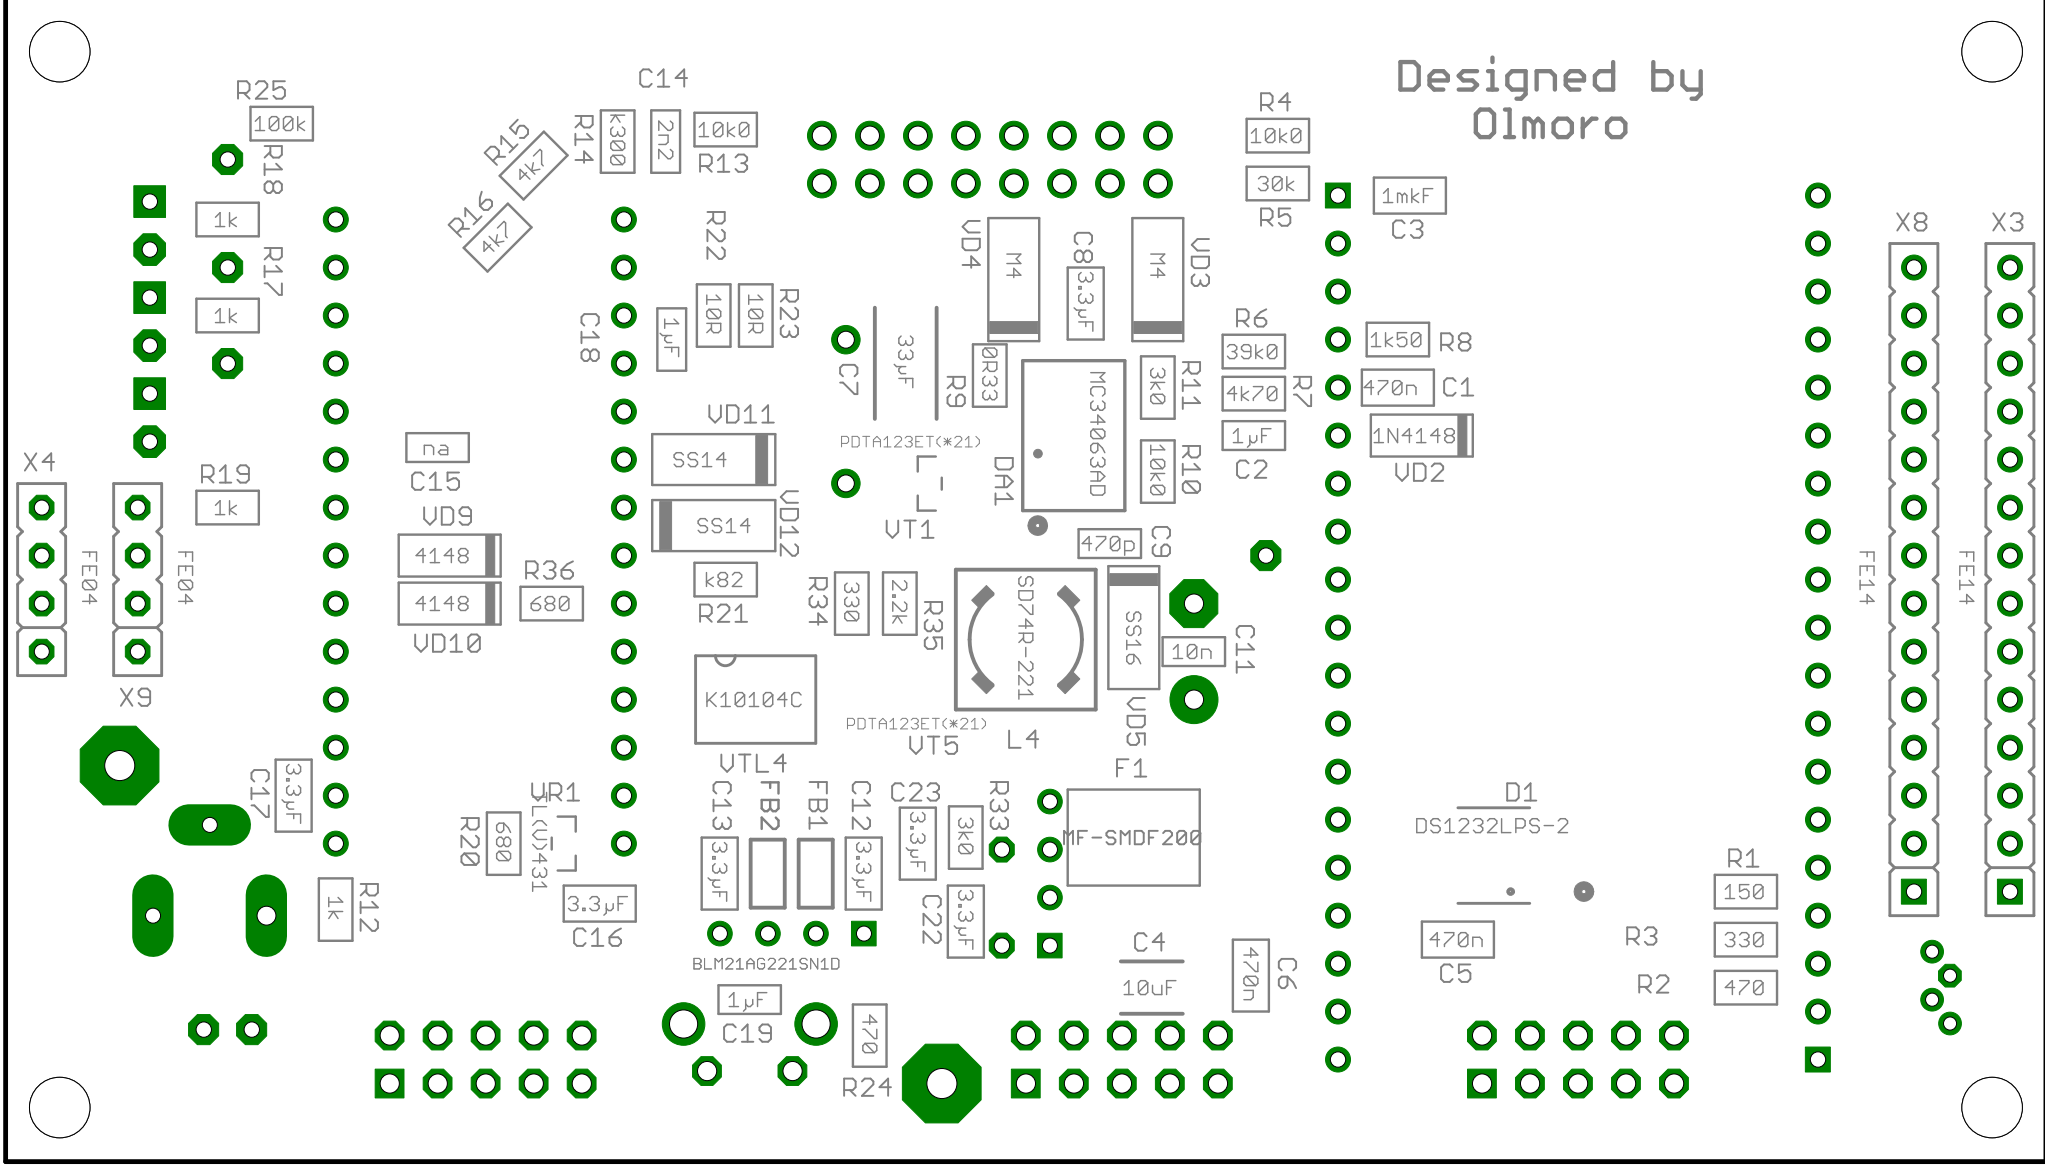 Designed by
Olmoro
C14
R25
100k
R15
4k7
R14
k300
2n2
10k0
R13
R4
10k0
30k
R5
1mkF
C3
R18
1k
R16
4k7
R22
VD4
M4
C8
3.3µF
M4
VD3
X8
X3
R17
1k
C18
1µF
10R
10R
R23
C7
33µF
R9
0R33
MC34063AD
DA1
3k0
R11
R6
39k0
4k70
R7
1µF
C2
1k50
R8
470n
C1
1N4148
VD2
VD11
SS14
SS14
VD12
PDTA123ET(*21)
VT1
10k0
R10
na
C15
X4
R19
1k
VD9
4148
4148
VD10
R36
680
FE04
FE04
X9
k82
R21
R34
330
2.2k
R35
470p
C9
SD74R-221
L4
SS16
VD5
10n
C11
FE14
FE14
K10104C
VTL4
PDTA123ET(*21)
VT5
F1
MF-SMDF200
C17
3.3µF
R20
680
VR1
TL(V)431
3.3µF
C16
R12
1k
C13
3.3µF
FB2
FB1
C12
3.3µF
C23
3.3µF
3k0
R33
C22
3.3µF
BLM21AG221SN1D
1µF
C19
470
R24
C4
10uF
470n
C6
D1
DS1232LPS-2
470n
C5
R1
150
R3
330
R2
470